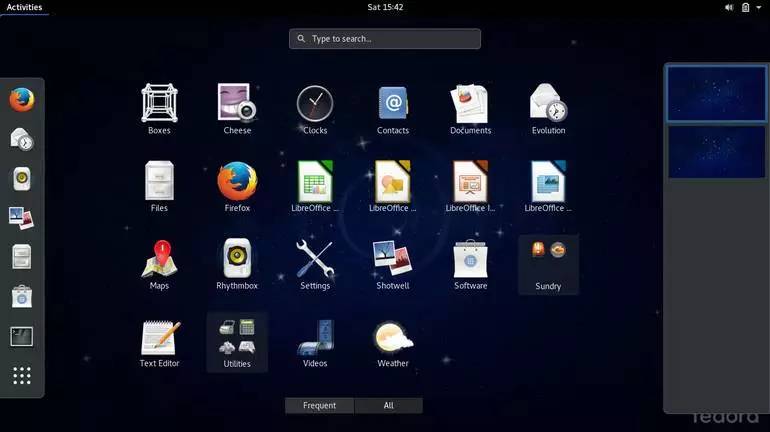 Activities
Sat 15:42
Type to search...
Boxes
Cheese
Clocks
Contacts
Documents
Evolution
Files
Firefox
LibreOffice ...
LibreOffice ...
LibreOffice I...
LibreOffice ...
Maps
Rhythmbox
Settings
Shotwell
Software
Sundry
Text Editor
Utilities
Videos
Weather
Frequent
All
fedora